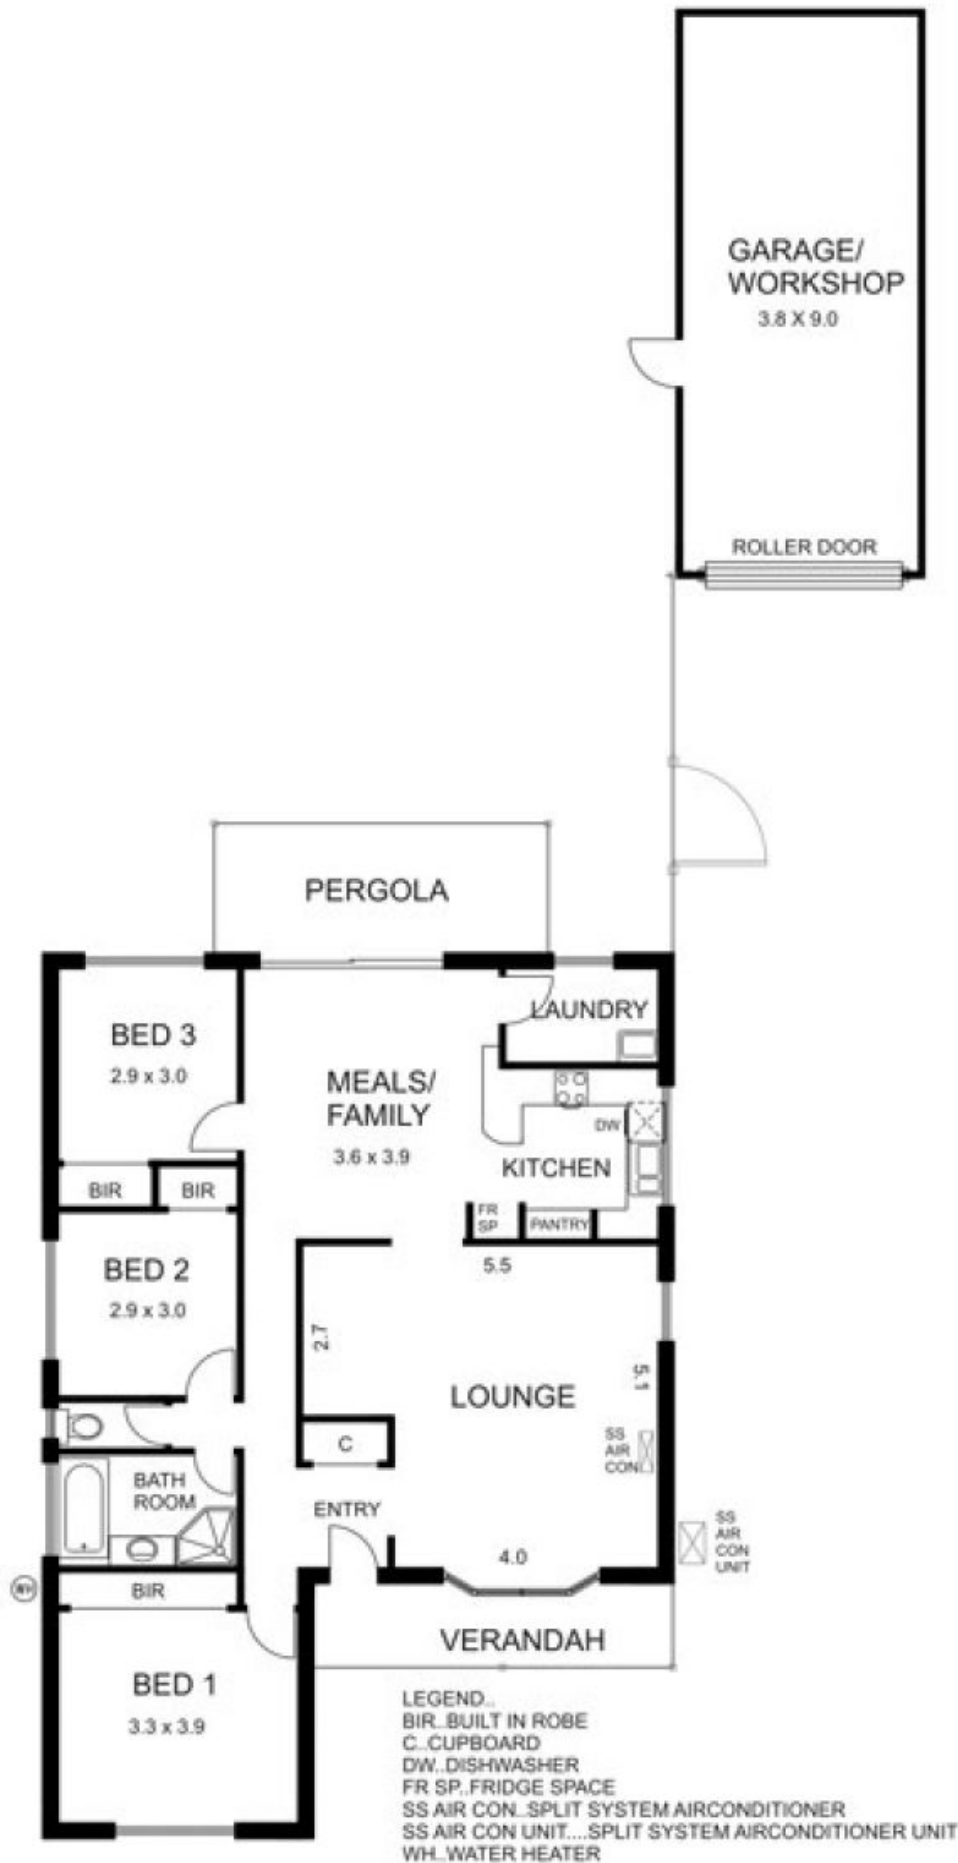 GARAGE/
WORKSHOP
3.8 X 9.0
ROLLER DOOR
PERGOLA
BED 3
2.9 x 3.0
LAUNDRY
MEALS/
FAMILY
3.6 x 3.9
DW
KITCHEN
BIR
BIR
FR
SP
PANTRY
BED 2
2.9 x 3.0
5.5
2.7
5.1
LOUNGE
C
SS
AIR
CON
BATH
ROOM
ENTRY
4.0
SS
AIR
CON
UNIT
WH
BIR
VERANDAH
BED 1
3.3 x 3.9
LEGEND..
BIR..BUILT IN ROBE
C..CUPBOARD
DW..DISHWASHER
FR SP..FRIDGE SPACE
SS AIR CON..SPLIT SYSTEM AIRCONDITIONER
SS AIR CON UNIT....SPLIT SYSTEM AIRCONDITIONER UNIT
WH..WATER HEATER